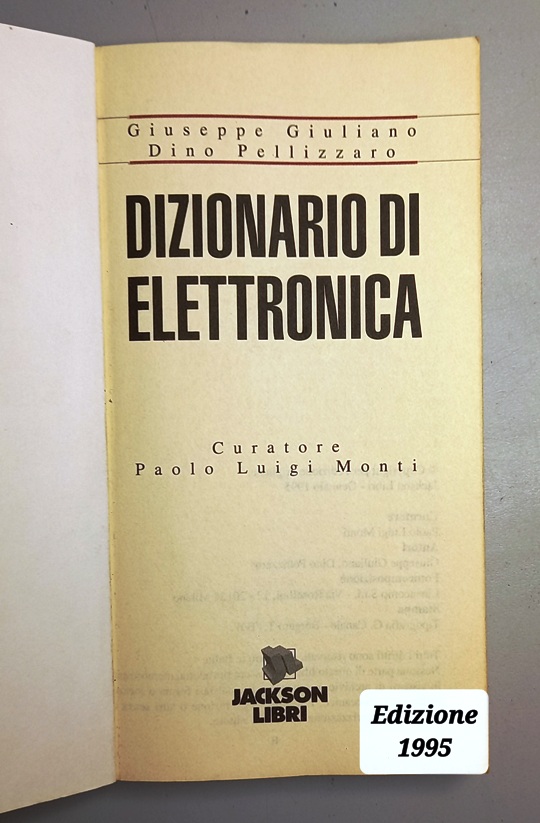 Giuseppe Giuliano
Dino Pellizzaro
DIZIONARIO DI
ELETTRONICA
Curatore
Paolo Luigi Monti
JACKSON
LIBRI
Edizione
1995